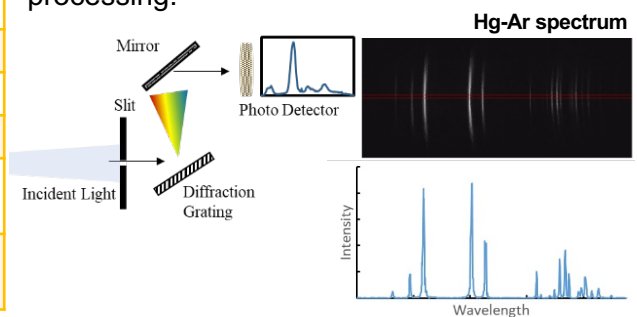 processing.
Hg-Ar spectrum
Mirror
Slit
Photo Detector
Incident Light
Diffraction
Grating
Intensity
Wavelength